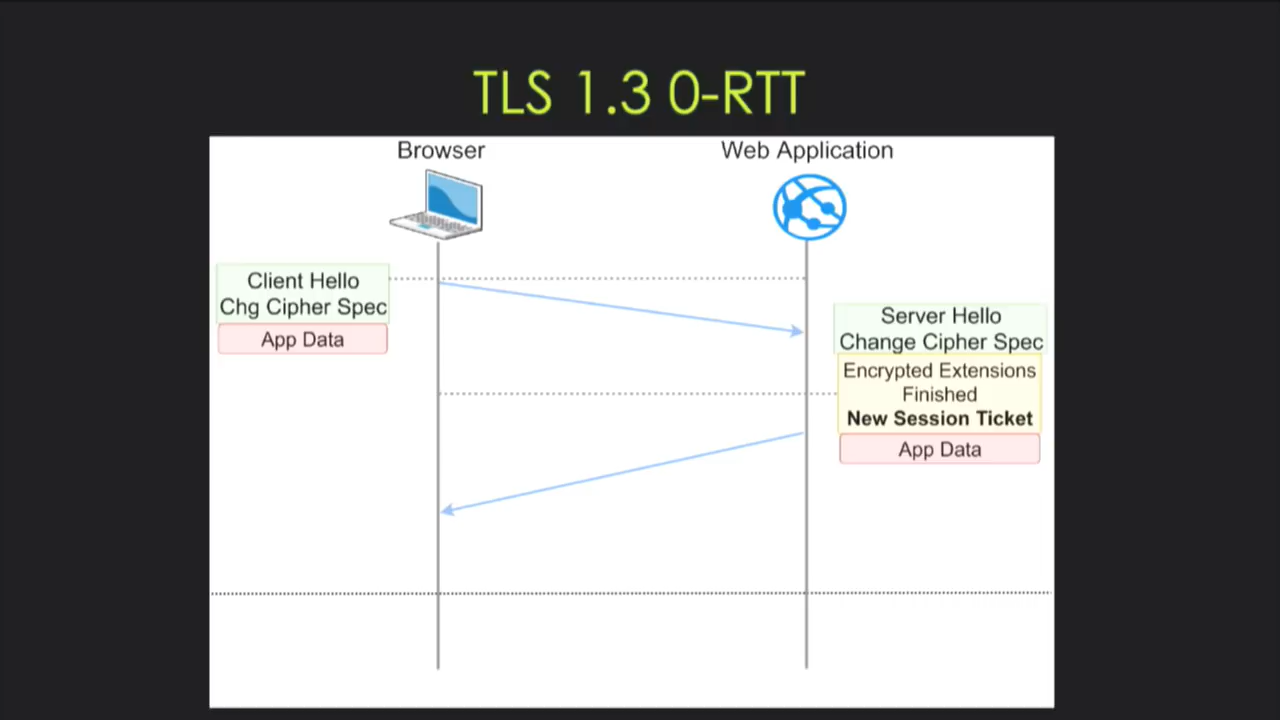 TLS 1.3 0-RTT
Browser
Web Application
Client Hello
Chg Cipher Spec
App Data
Server Hello
Change Cipher Spec
Encrypted Extensions
Finished
New Session Ticket
App Data